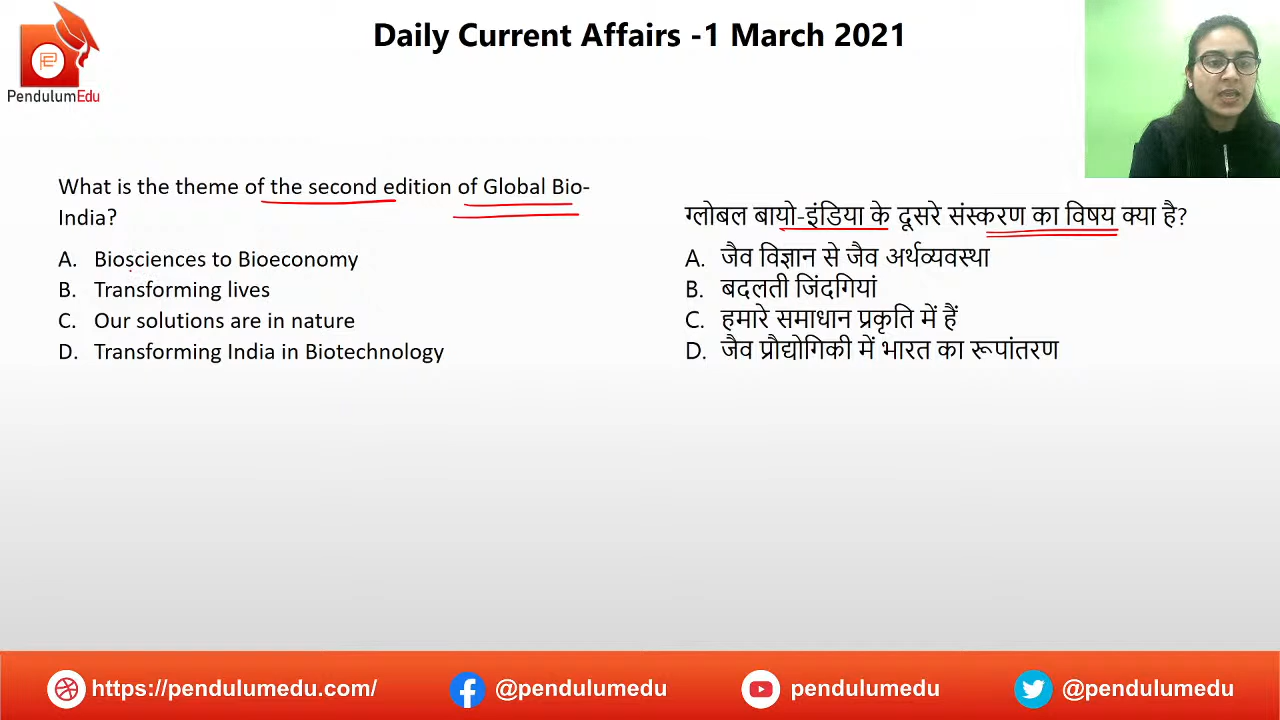 Daily Current Affairs -1 March 2021
PendulumEdu
What is the theme of the second edition of Global Bio-
India?
A. Biosciences to Bioeconomy
B. Transforming lives
C. Our solutions are in nature
D. Transforming India in Biotechnology
ग्लोबल बायो-इंडिया के दूसरे संस्करण का विषय क्या है?
A. जैव विज्ञान से जैव अर्थव्यवस्था
B. बदलती जिंदगियां
C. हमारे समाधान प्रकृति में हैं
D. जैव प्रौद्योगिकी में भारत का रूपांतरण
https://pendulumedu.com/ @pendulumedu pendulumedu @pendulumedu